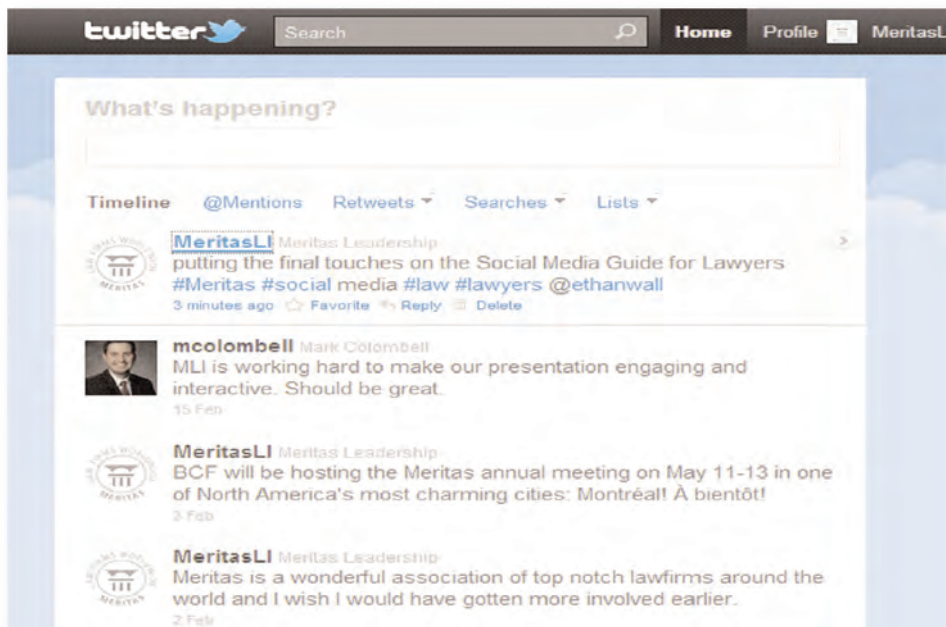 twitter Search Home Profile MeritasL
What's happening?
Timeline @Mentions Retweets Searches Lists
MeritasLI Meritas Leadership
putting the final touches on the Social Media Guide for Lawyers
#Meritas #social media #law #lawyers @ethanwall
3 minutes ago Favorite Reply Delete
mcolombell Mark Colombell
MLI is working hard to make our presentation engaging and
interactive. Should be great.
15 Feb
MeritasLI Meritas Leadership
BCF will be hosting the Meritas annual meeting on May 11-13 in one
of North America's most charming cities: Montréal! À bientôt!
3 Feb
MeritasLI Meritas Leadership
Meritas is a wonderful association of top notch lawfirms around the
world and I wish I would have gotten more involved earlier.
2 Feb